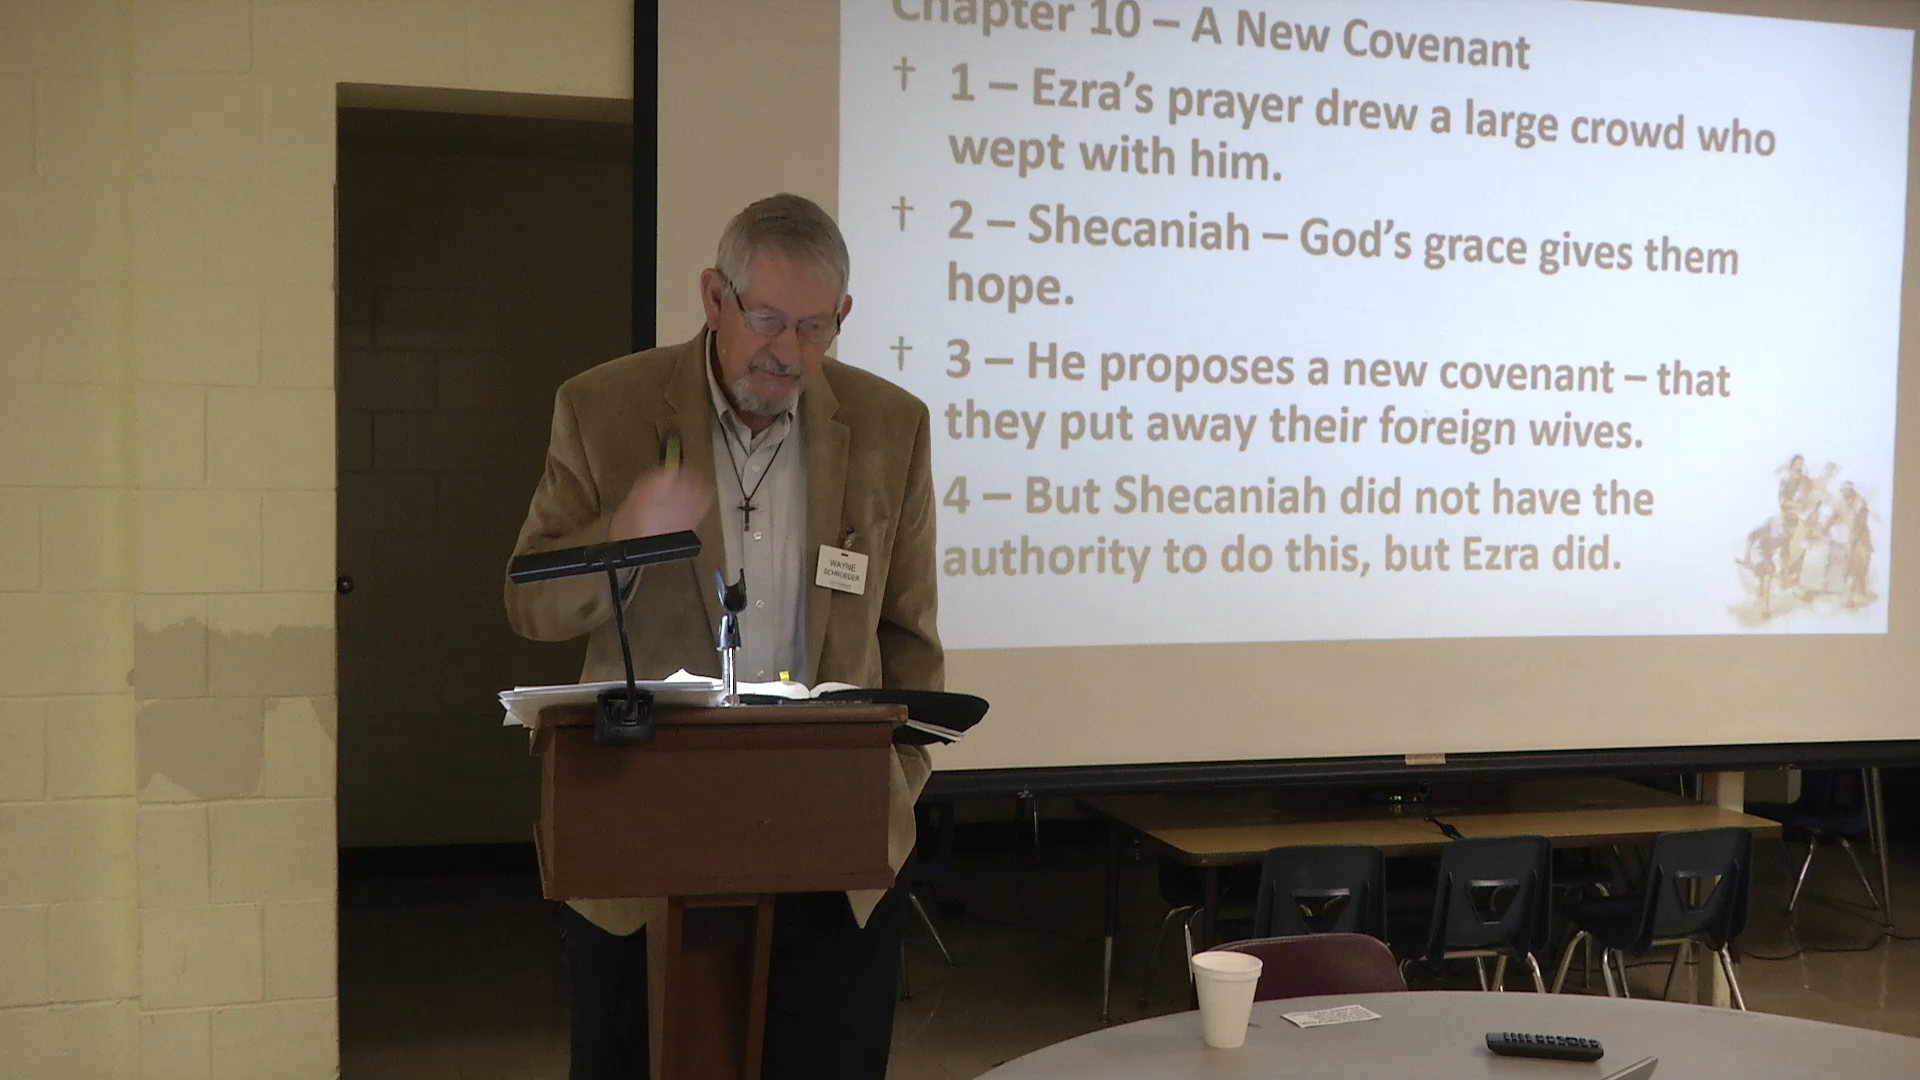 Chapter 10 – A New Covenant
† 1 – Ezra's prayer drew a large crowd who
wept with him.
† 2 – Shecaniah – God's grace gives them
hope.
† 3 – He proposes a new covenant – that
they put away their foreign wives.
4 – But Shecaniah did not have the
authority to do this, but Ezra did.
WAYNE
SCHROEDER